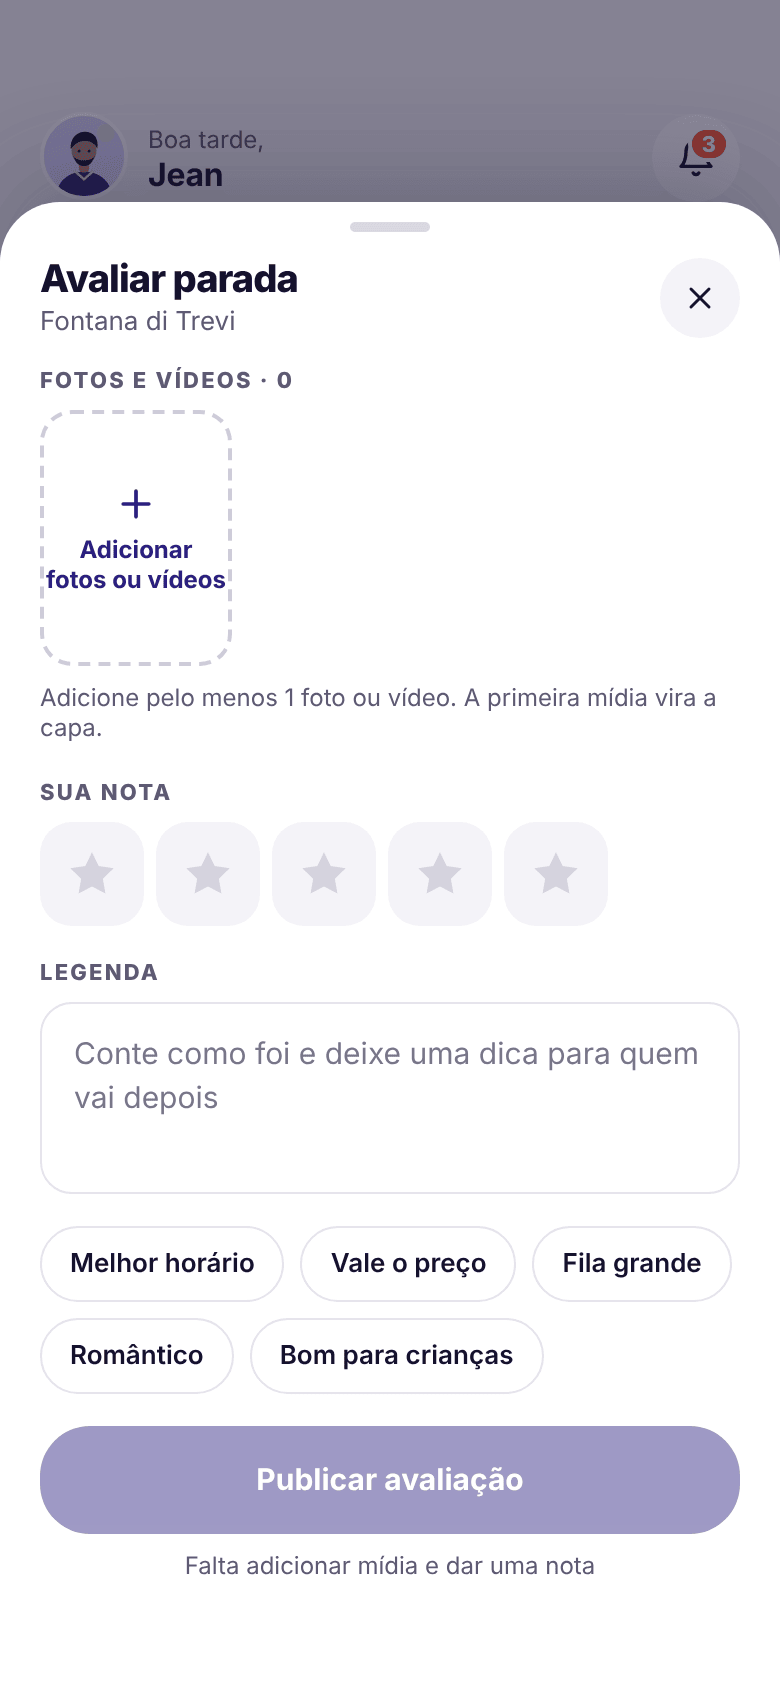 Boa tarde,
Jean
3
Avaliar parada
Fontana di Trevi
FOTOS E VÍDEOS · 0
Adicionar
fotos ou vídeos
Adicione pelo menos 1 foto ou vídeo. A primeira mídia vira a
capa.
SUA NOTA
LEGENDA
Conte como foi e deixe uma dica para quem
vai depois
Melhor horário
Vale o preço
Fila grande
Romântico
Bom para crianças
Publicar avaliação
Falta adicionar mídia e dar uma nota